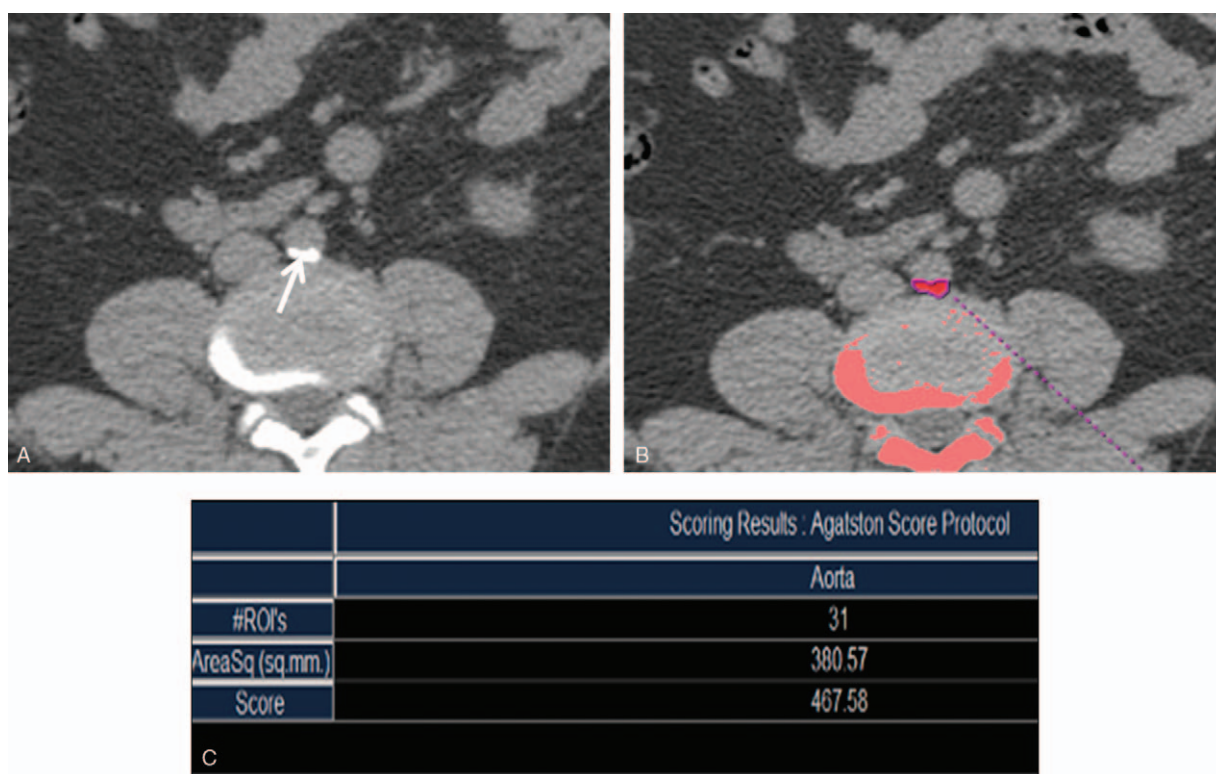 A
B
Scoring Results : Agatston Score Protocol
Aorta
#ROI's 31
AreaSq (sq.mm.) 380.57
Score 467.58
C